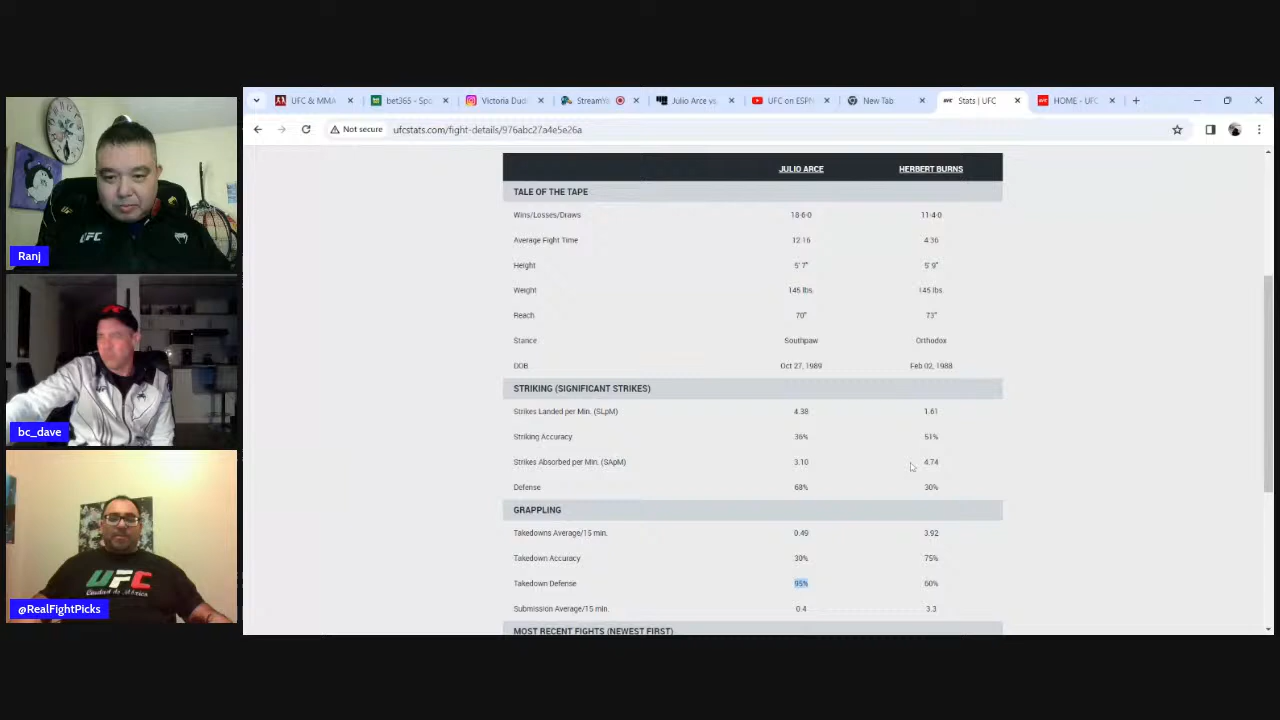 UFC & MMA
bet365 - Spo
Victoria Dud
StreamYa
Julio Arce vs.
UFC on ESPN
New Tab
Stats | UFC
HOME - UFC
Not secure
ufcstats.com/fight-details/976abc27a4e5e26a
JULIO ARCE HERBERT BURNS
TALE OF THE TAPE
Wins/Losses/Draws 18-6-0 11-4-0
Average Fight Time 12:16 4:36
Height 5' 7" 5' 9"
Weight 145 lbs. 145 lbs.
Reach 70" 73"
Stance Southpaw Orthodox
DOB Oct 27, 1989 Feb 02, 1988
STRIKING (SIGNIFICANT STRIKES)
Strikes Landed per Min. (SLpM) 4.38 1.61
Striking Accuracy 36% 51%
Strikes Absorbed per Min. (SApM) 3.10 4.74
Defense 68% 30%
GRAPPLING
Takedowns Average/15 min. 0.49 3.92
Takedown Accuracy 30% 75%
Takedown Defense 95% 60%
Submission Average/15 min. 0.4 3.3
MOST RECENT FIGHTS (NEWEST FIRST)
UFC
Ranj
bc_dave
UFC
Ciudad de México
@RealFightPicks